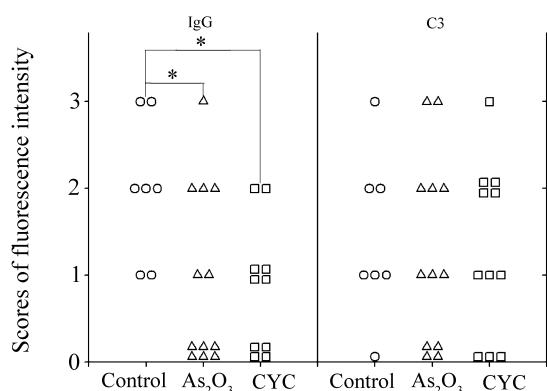 IgG C3
* 
*
Scores of fluorescence intensity
3
2
1
0
Control As₂O₃ CYC Control As₂O₃ CYC